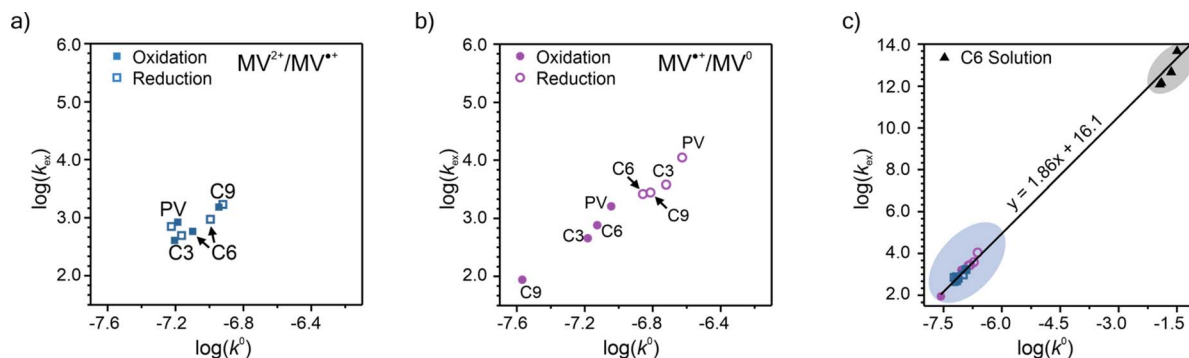 a)
6.0
5.0
4.0
3.0
2.0
-7.6
-7.2
-6.8
-6.4
log(kₑₓ)
log(k⁰)
Oxidation
Reduction
MV²⁺/MV•⁺
PV
C3
C9
C6
b)
6.0
5.0
4.0
3.0
2.0
-7.6
-7.2
-6.8
-6.4
log(kₑₓ)
log(k⁰)
Oxidation
Reduction
MV•⁺/MV⁰
PV
C6
C3
C9
PV
C3
C6
C9
c)
14.0
12.0
10.0
8.0
6.0
4.0
2.0
-7.5
-6.0
-4.5
-3.0
-1.5
log(kₑₓ)
log(k⁰)
C6 Solution
y = 1.86x + 16.1